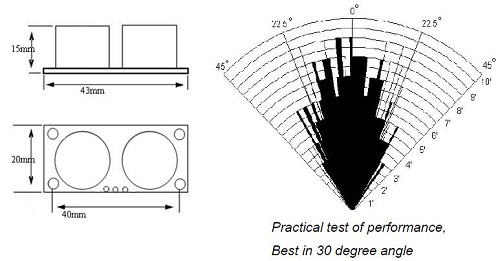 15mm
43mm
20mm
40mm
0°
22.5°
22.5°
45°
45°
10'
9'
8'
7'
6'
5'
4'
3'
2'
1'
Practical test of performance,
Best in 30 degree angle